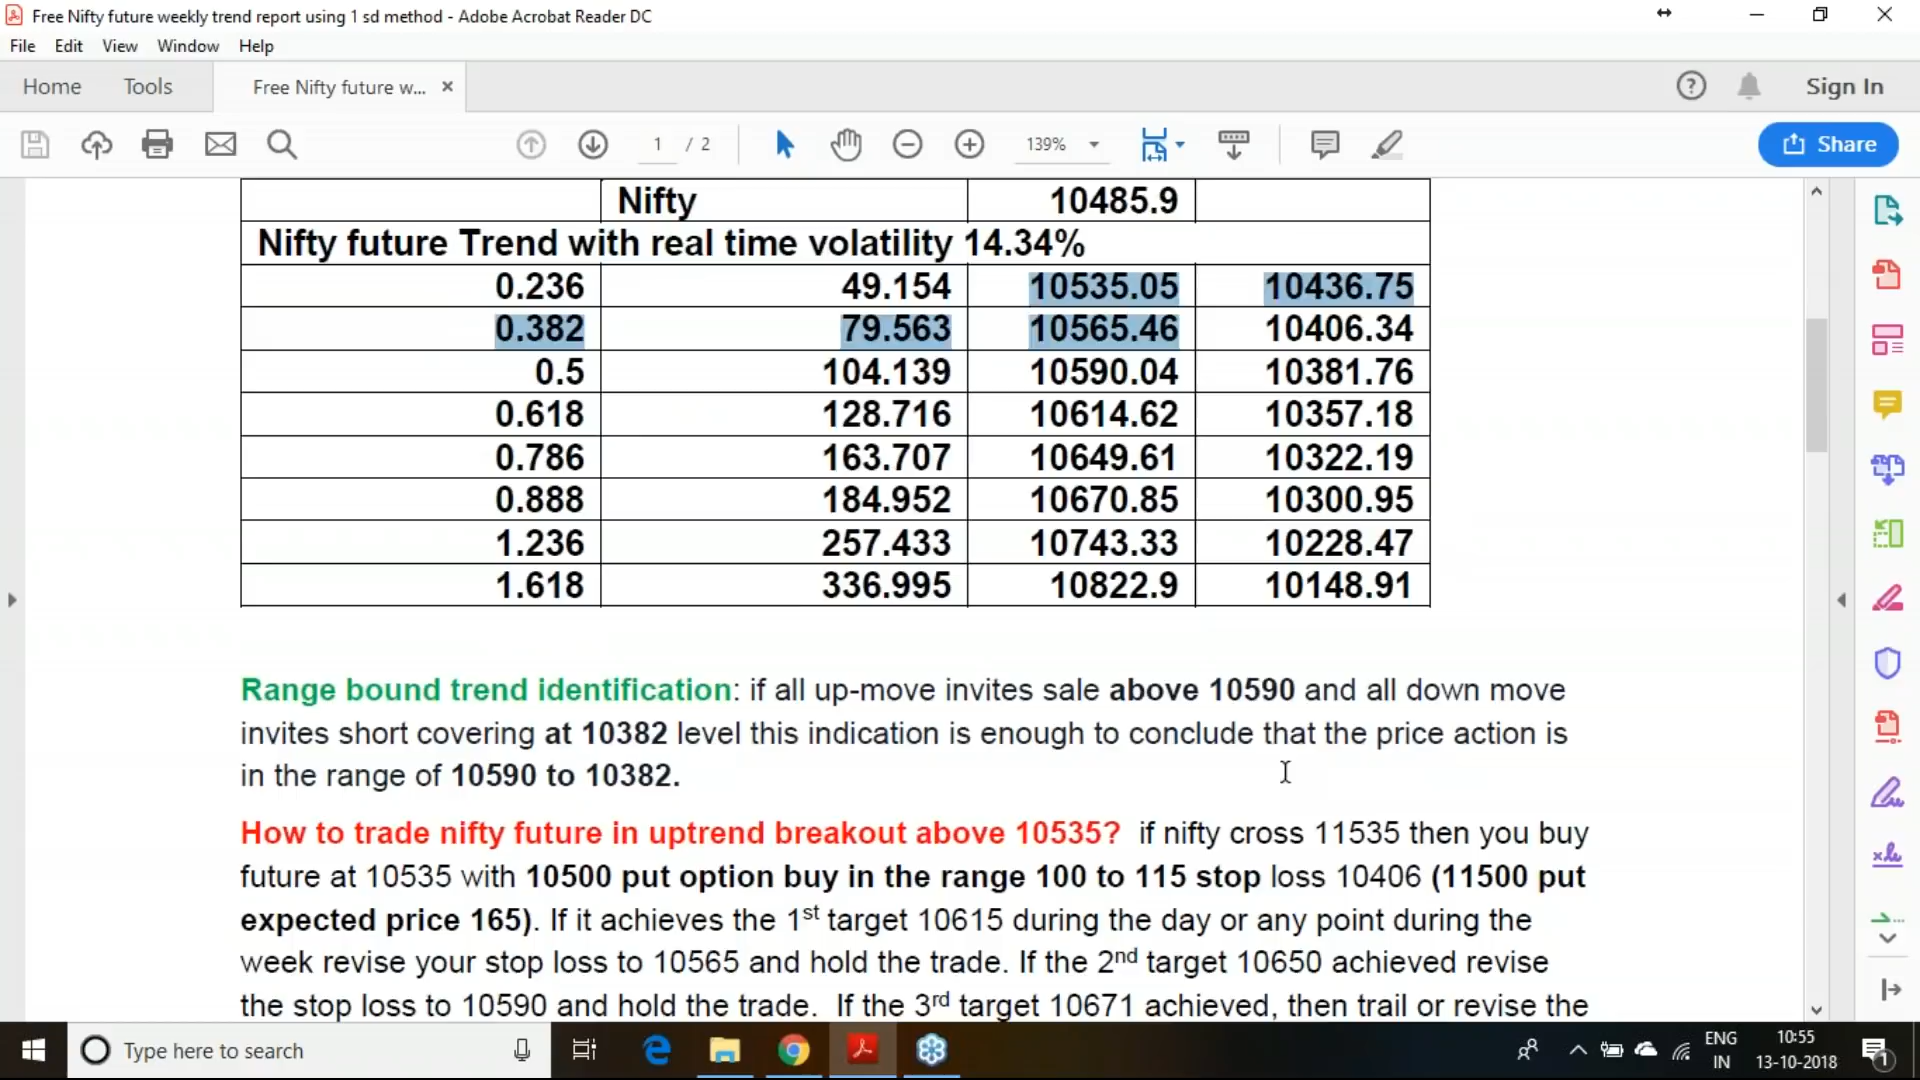 Free Nifty future weekly trend report using 1 sd method - Adobe Acrobat Reader DC
File Edit View Window Help
Home Tools Free Nifty future w... × Sign In
1 / 2 139% Share
Nifty 10485.9
Nifty future Trend with real time volatility 14.34%
0.236 49.154 10535.05 10436.75
0.382 79.563 10565.46 10406.34
0.5 104.139 10590.04 10381.76
0.618 128.716 10614.62 10357.18
0.786 163.707 10649.61 10322.19
0.888 184.952 10670.85 10300.95
1.236 257.433 10743.33 10228.47
1.618 336.995 10822.9 10148.91
Range bound trend identification: if all up-move invites sale above 10590 and all down move
invites short covering at 10382 level this indication is enough to conclude that the price action is
in the range of 10590 to 10382.
How to trade nifty future in uptrend breakout above 10535? if nifty cross 11535 then you buy
future at 10535 with 10500 put option buy in the range 100 to 115 stop loss 10406 (11500 put
expected price 165). If it achieves the 1st target 10615 during the day or any point during the
week revise your stop loss to 10565 and hold the trade. If the 2nd target 10650 achieved revise
the stop loss to 10590 and hold the trade. If the 3rd target 10671 achieved, then trail or revise the
Type here to search
ENG
IN
10:55
13-10-2018
1